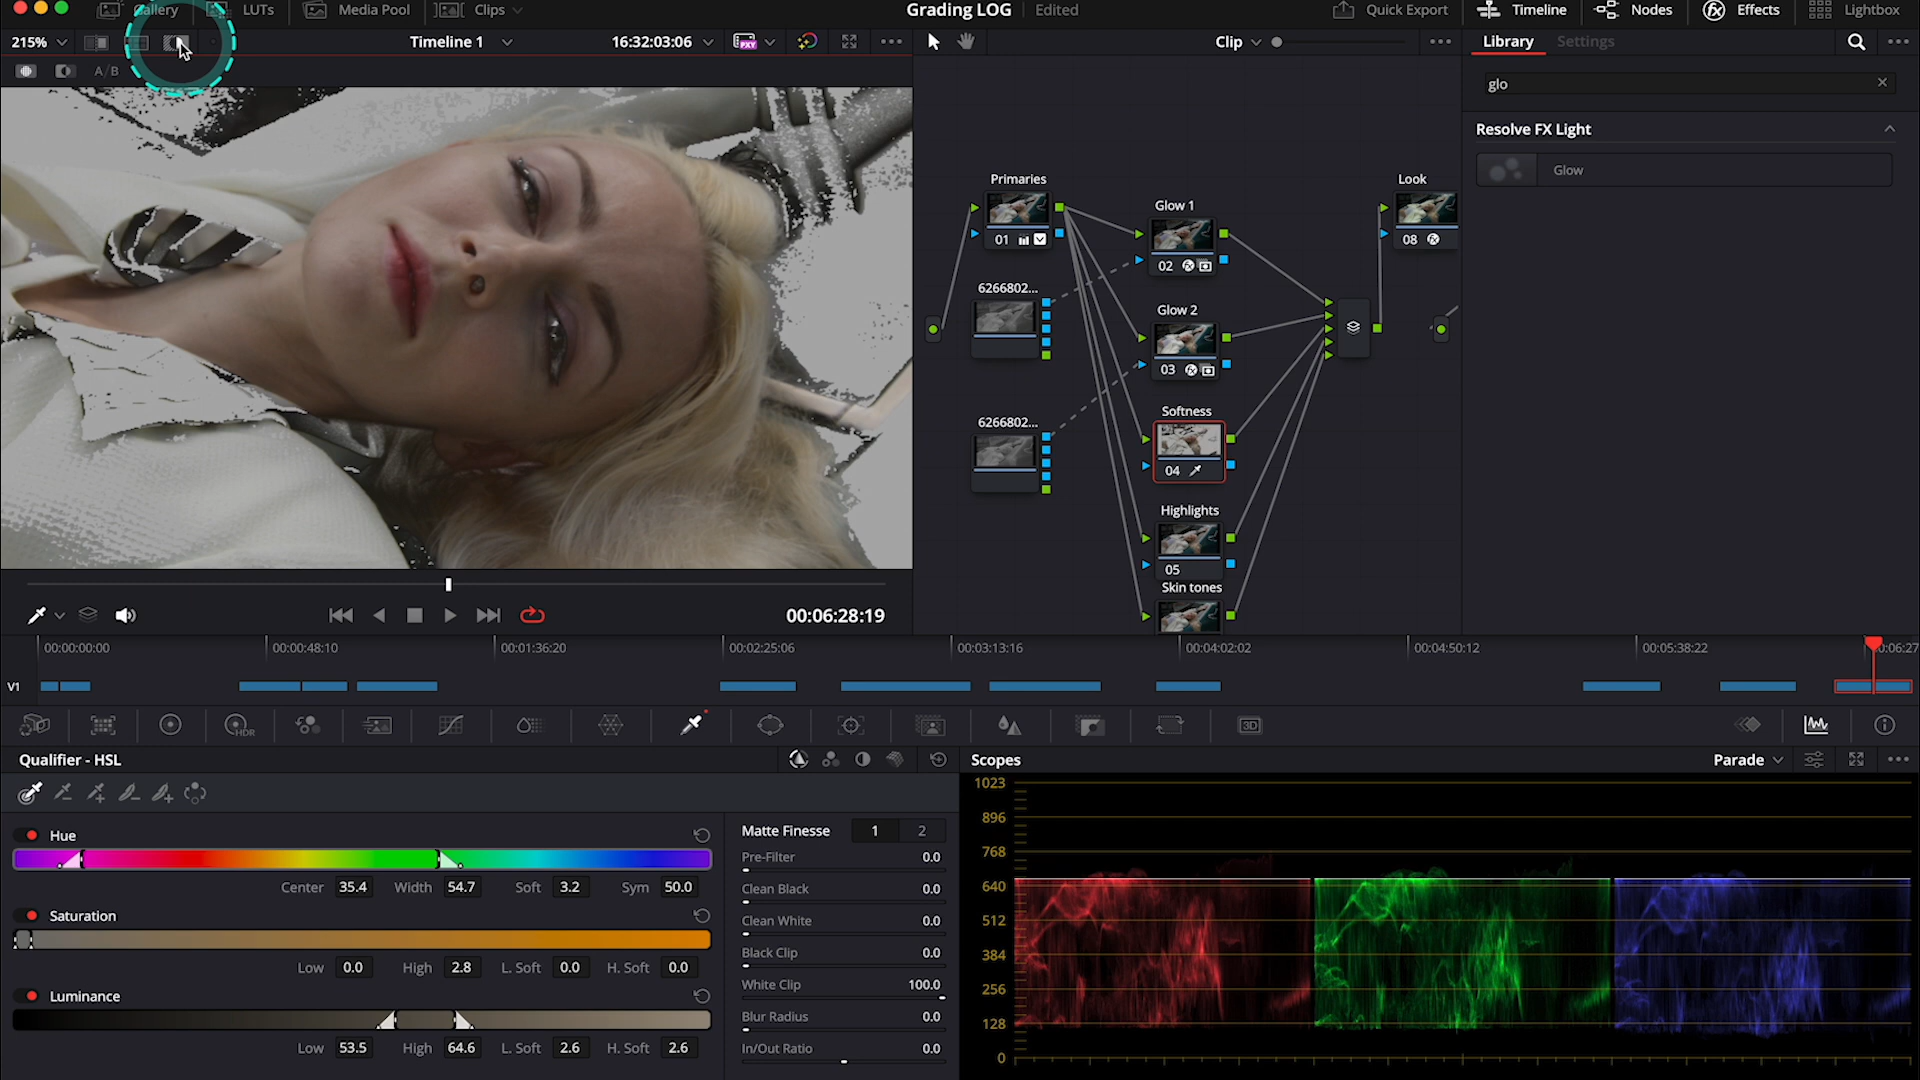 Gallery LUTs Media Pool Clips Grading LOG Edited Quick Export Timeline Nodes Effects Lightbox
215% Timeline 1 16:32:03:06 PXY Clip Library Settings
A/B
glo
Resolve FX Light
Glow
Primaries
01
Glow 1
02
6266802...
Glow 2
03
6266802...
Softness
04
Highlights
05
Skin tones
Look
08
00:06:28:19
00:00:00:00 00:00:48:10 00:01:36:20 00:02:25:06 00:03:13:16 00:04:02:02 00:04:50:12 00:05:38:22 0:06:27
V1
HDR 3D
Qualifier - HSL
Hue
Center 35.4 Width 54.7 Soft 3.2 Sym 50.0
Saturation
Low 0.0 High 2.8 L. Soft 0.0 H. Soft 0.0
Luminance
Low 53.5 High 64.6 L. Soft 2.6 H. Soft 2.6
Matte Finesse 1 2
Pre-Filter 0.0
Clean Black 0.0
Clean White 0.0
Black Clip 0.0
White Clip 100.0
Blur Radius 0.0
In/Out Ratio 0.0
Scopes Parade
1023
896
768
640
512
384
256
128
0